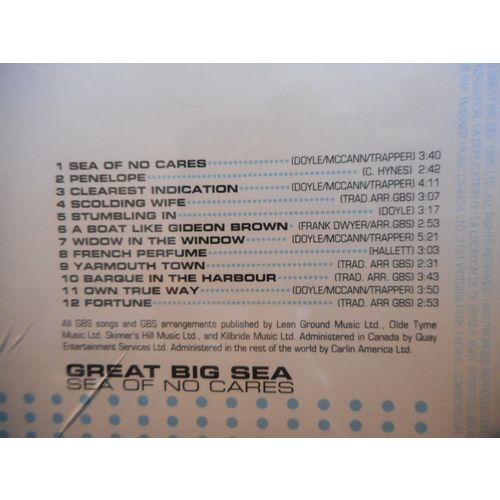 1 SEA OF NO CARES (DOYLE/MCCANN/TRAPPER) 3:40
2 PENELOPE (C. HYNES) 2:42
3 CLEAREST INDICATION (DOYLE/MCCANN/TRAPPER) 4:11
4 SCOLDING WIFE (TRAD.ARR.GBS) 3:07
5 STUMBLING IN (DOYLE) 3:17
6 A BOAT LIKE GIDEON BROWN (FRANK DWYER/ARR.GBS) 2:53
7 WIDOW IN THE WINDOW (DOYLE/MCCANN/TRAPPER) 5:21
8 FRENCH PERFUME (HALLETT) 3:03
9 YARMOUTH TOWN (TRAD. ARR GBS) 2:31
10 BARQUE IN THE HARBOUR (TRAD. ARR. GBS) 3:43
11 OWN TRUE WAY (DOYLE/MCCANN/TRAPPER) 3:50
12 FORTUNE (TRAD. ARR GBS) 2:53
All GBS songs and GBS arrangements published by Lean Ground Music Ltd., Olde Tyme
Music Ltd., Skinner's Hill Music Ltd., and Kilbride Music Ltd. Administered in Canada by Quay
Entertainment Services Ltd. Administered in the rest of the world by Carlin America Ltd.
GREAT BIG SEA
SEA OF NO CARES